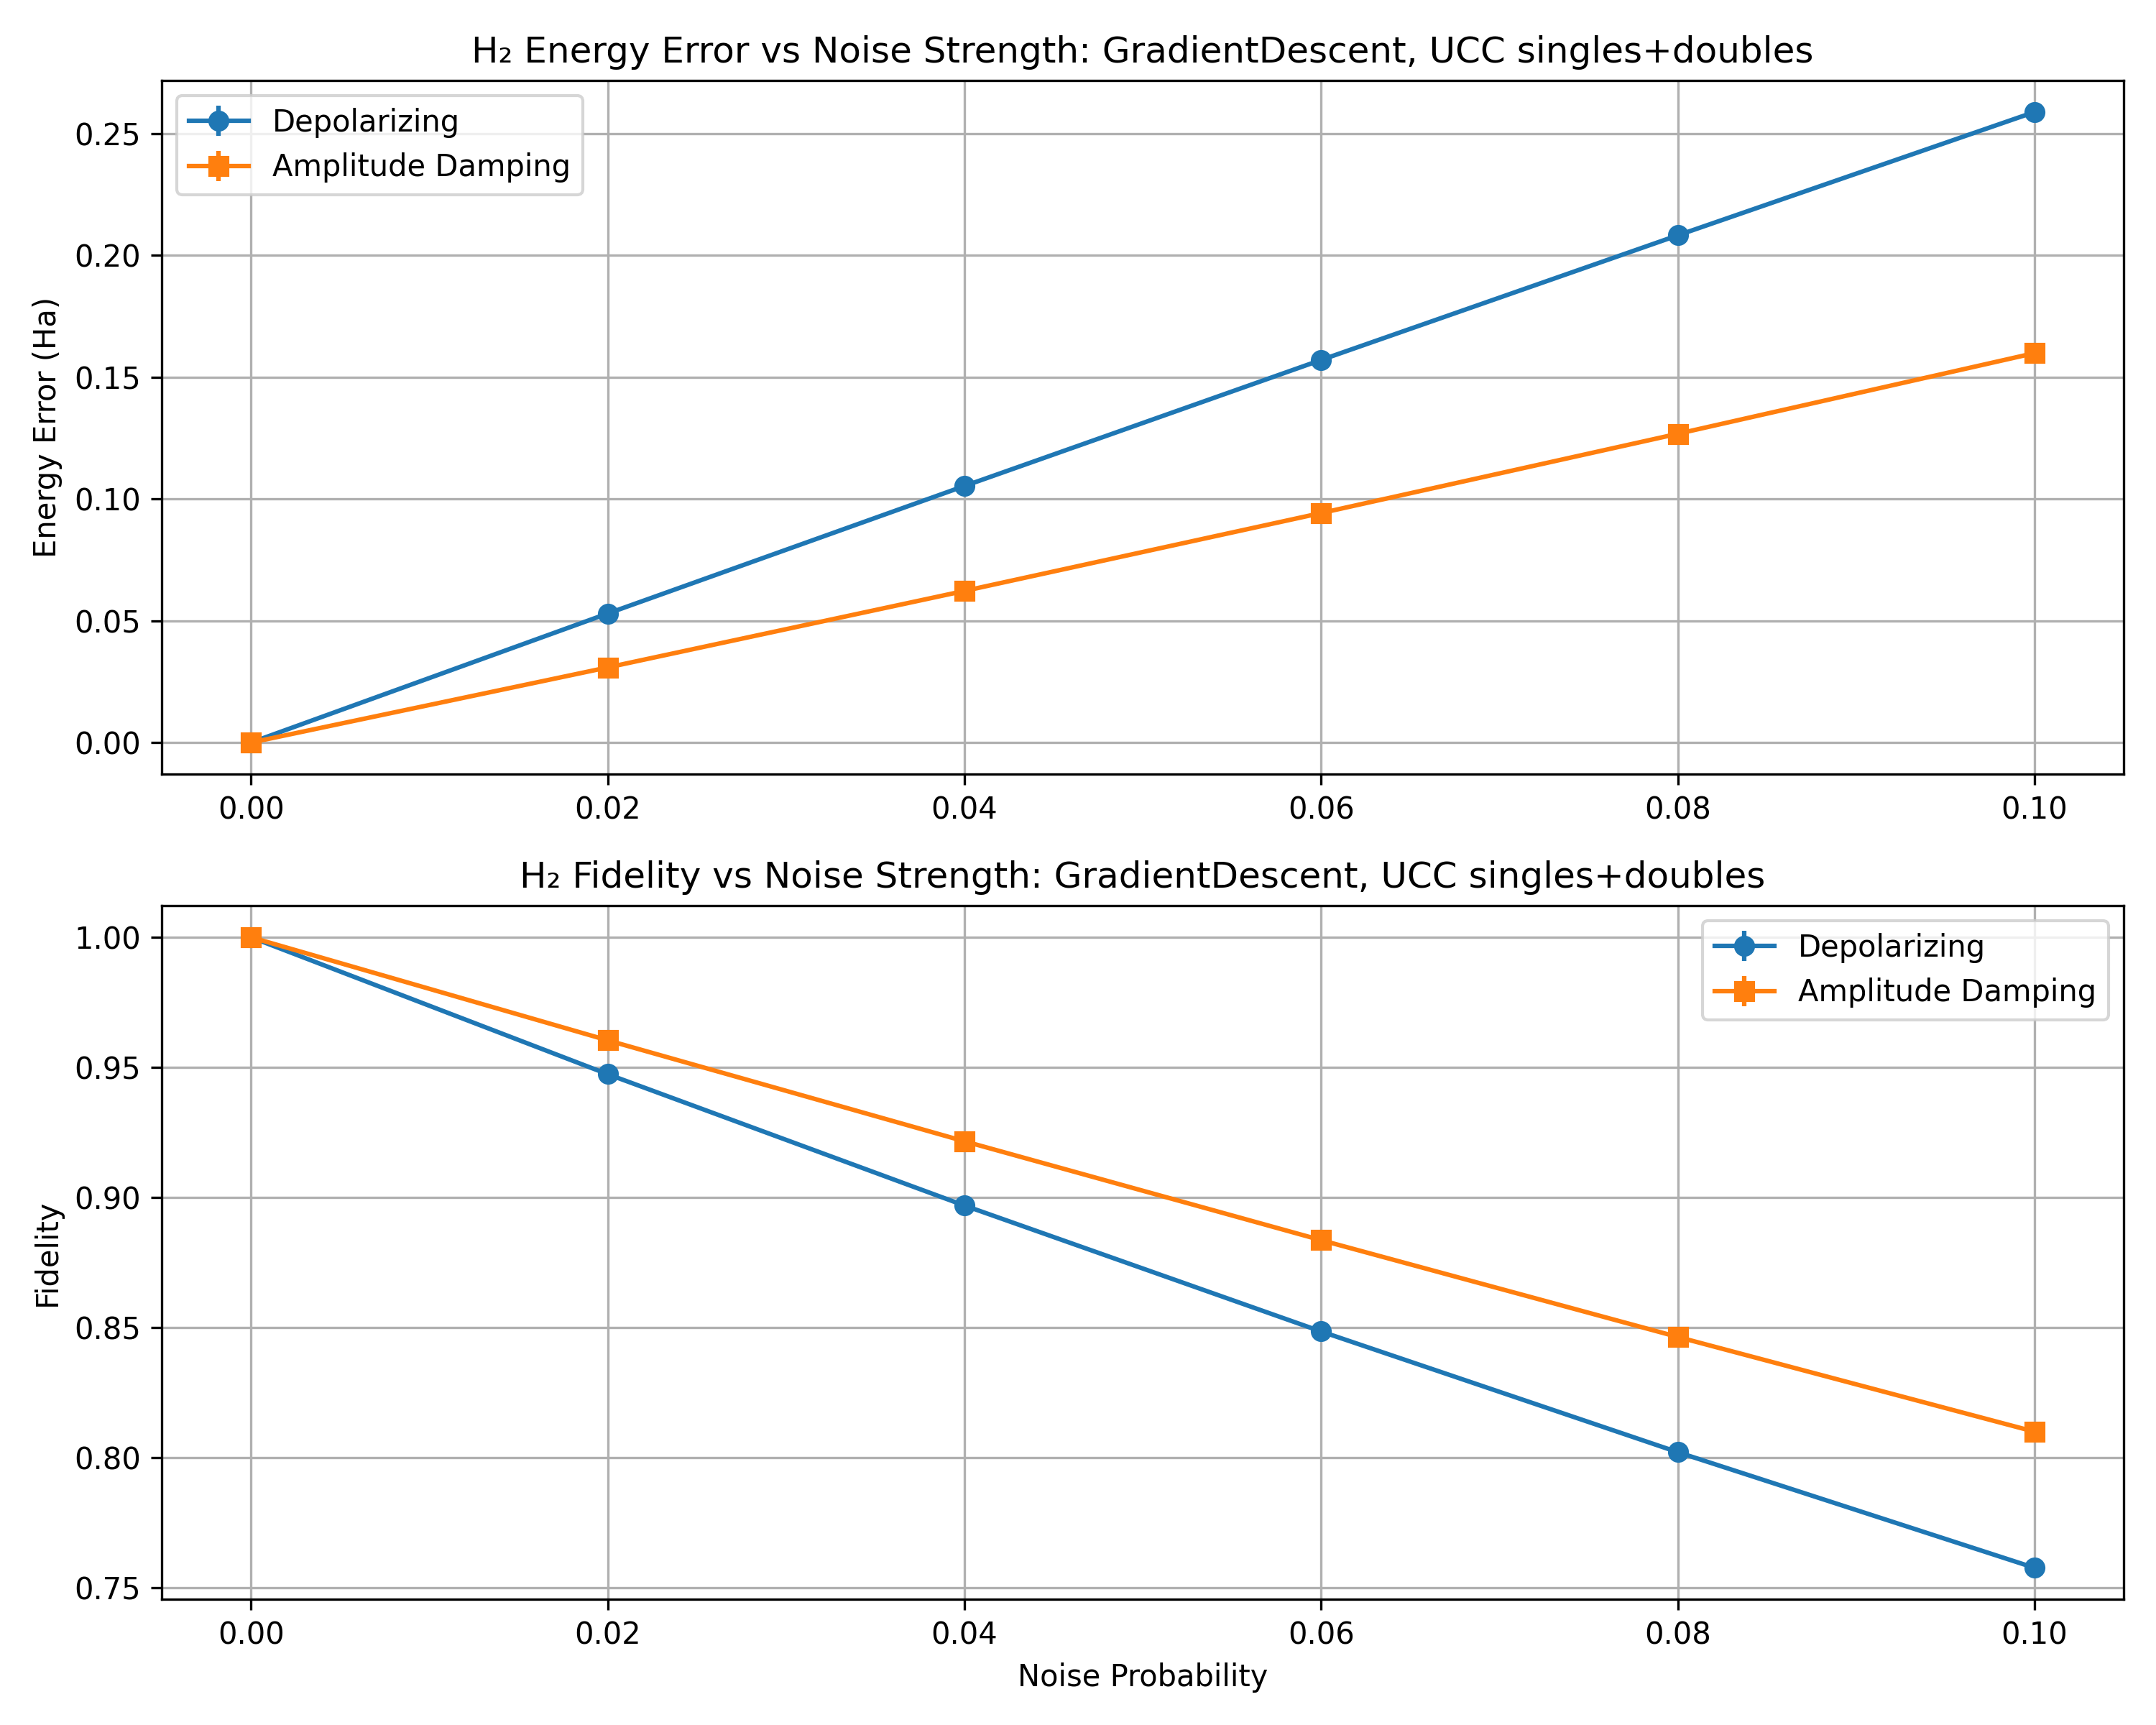 H₂ Energy Error vs Noise Strength: GradientDescent, UCC singles+doubles
Depolarizing
Amplitude Damping
Energy Error (Ha)
0.25
0.20
0.15
0.10
0.05
0.00
0.00 0.02 0.04 0.06 0.08 0.10
H₂ Fidelity vs Noise Strength: GradientDescent, UCC singles+doubles
Depolarizing
Amplitude Damping
Fidelity
1.00
0.95
0.90
0.85
0.80
0.75
0.00 0.02 0.04 0.06 0.08 0.10
Noise Probability